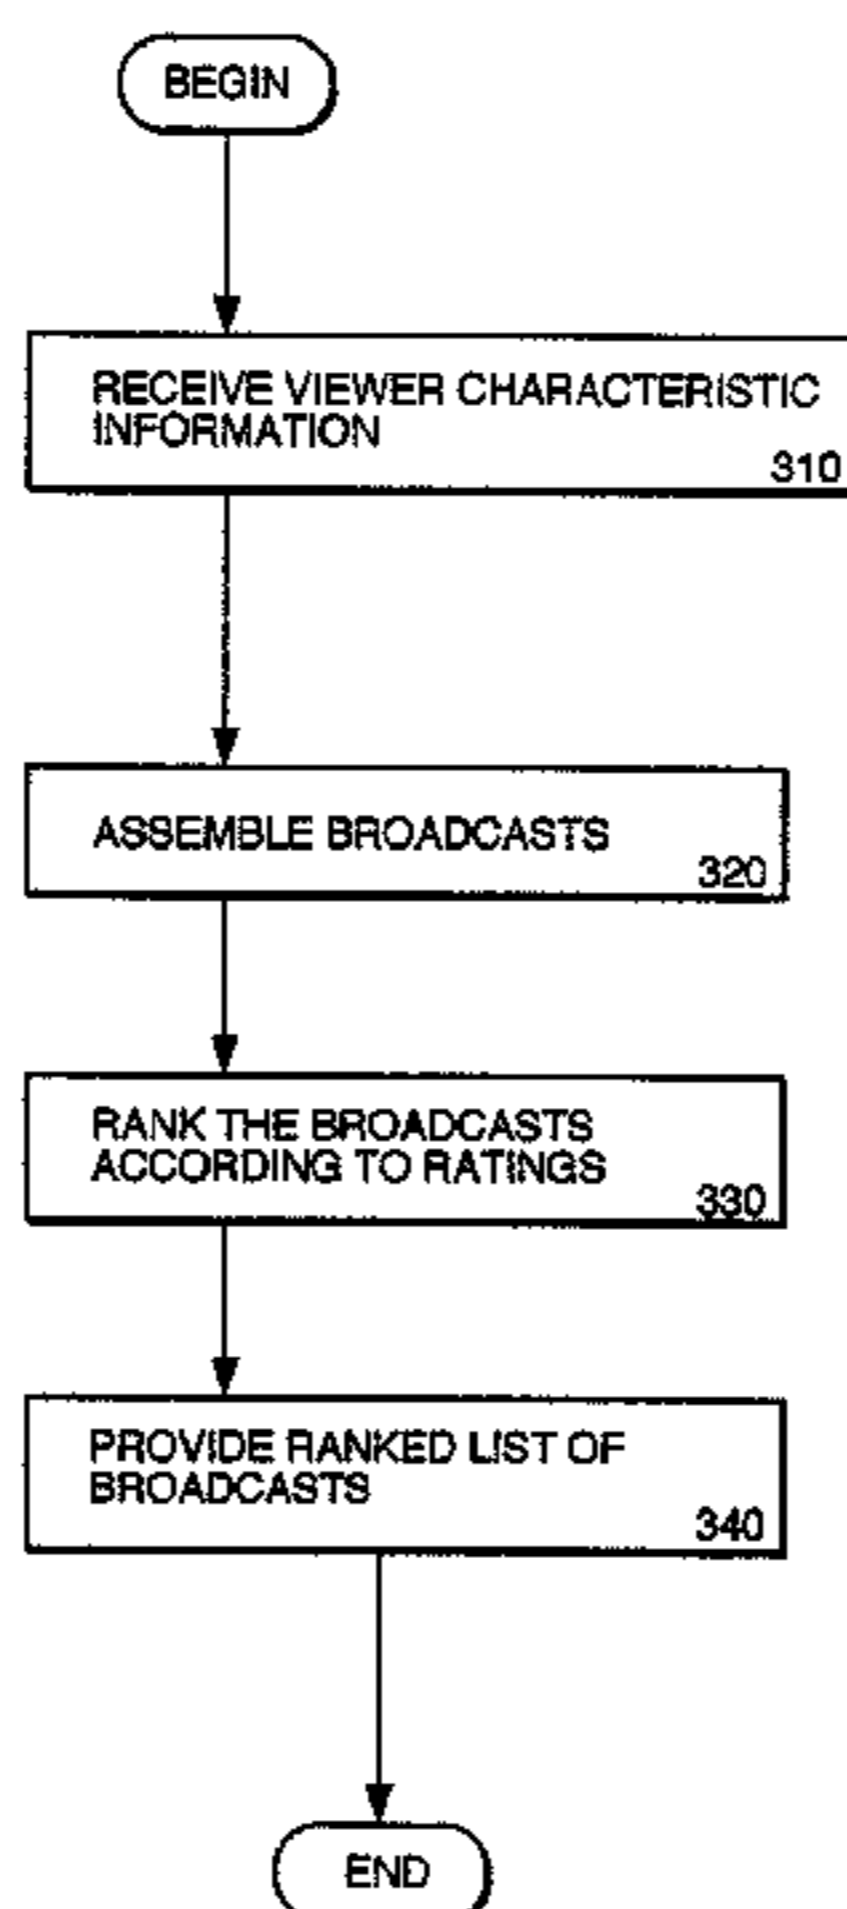 BEGIN
RECEIVE VIEWER CHARACTERISTIC
INFORMATION
310
ASSEMBLE BROADCASTS
320
RANK THE BROADCASTS
ACCORDING TO RATINGS
330
PROVIDE RANKED LIST OF
BROADCASTS
340
END